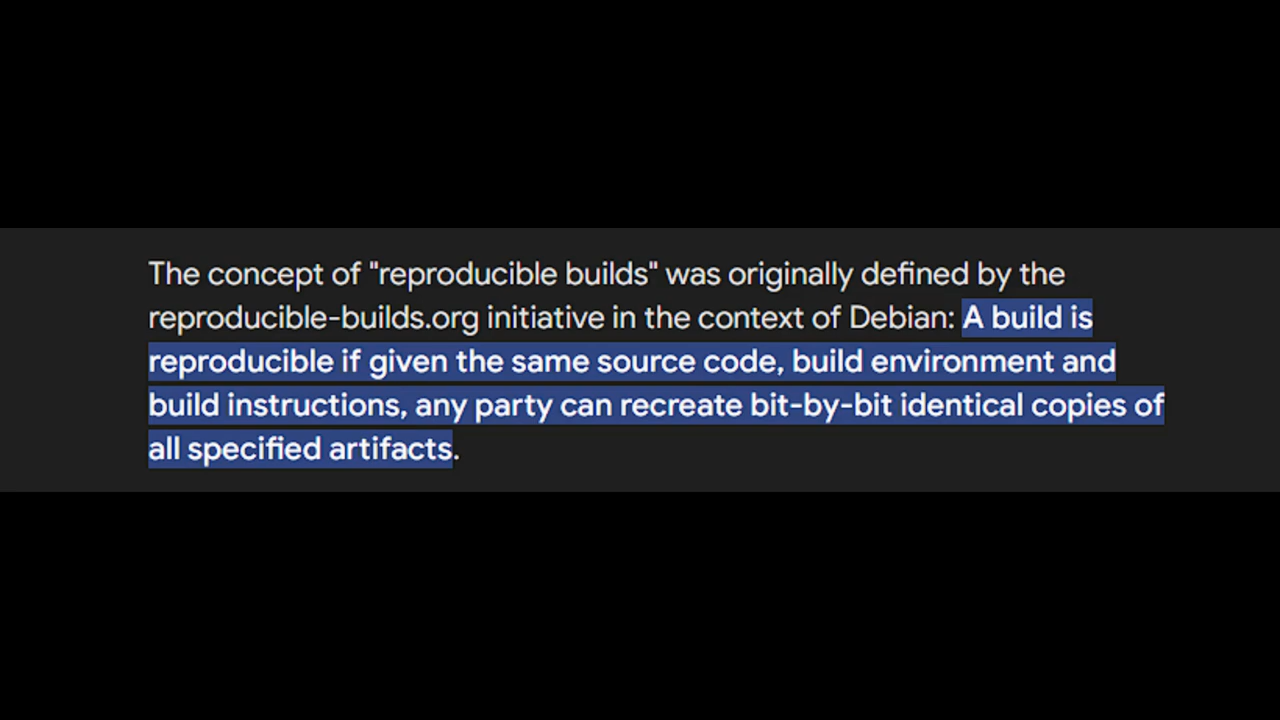 The concept of "reproducible builds" was originally defined by the
reproducible-builds.org initiative in the context of Debian: A build is
reproducible if given the same source code, build environment and
build instructions, any party can recreate bit-by-bit identical copies of
all specified artifacts.